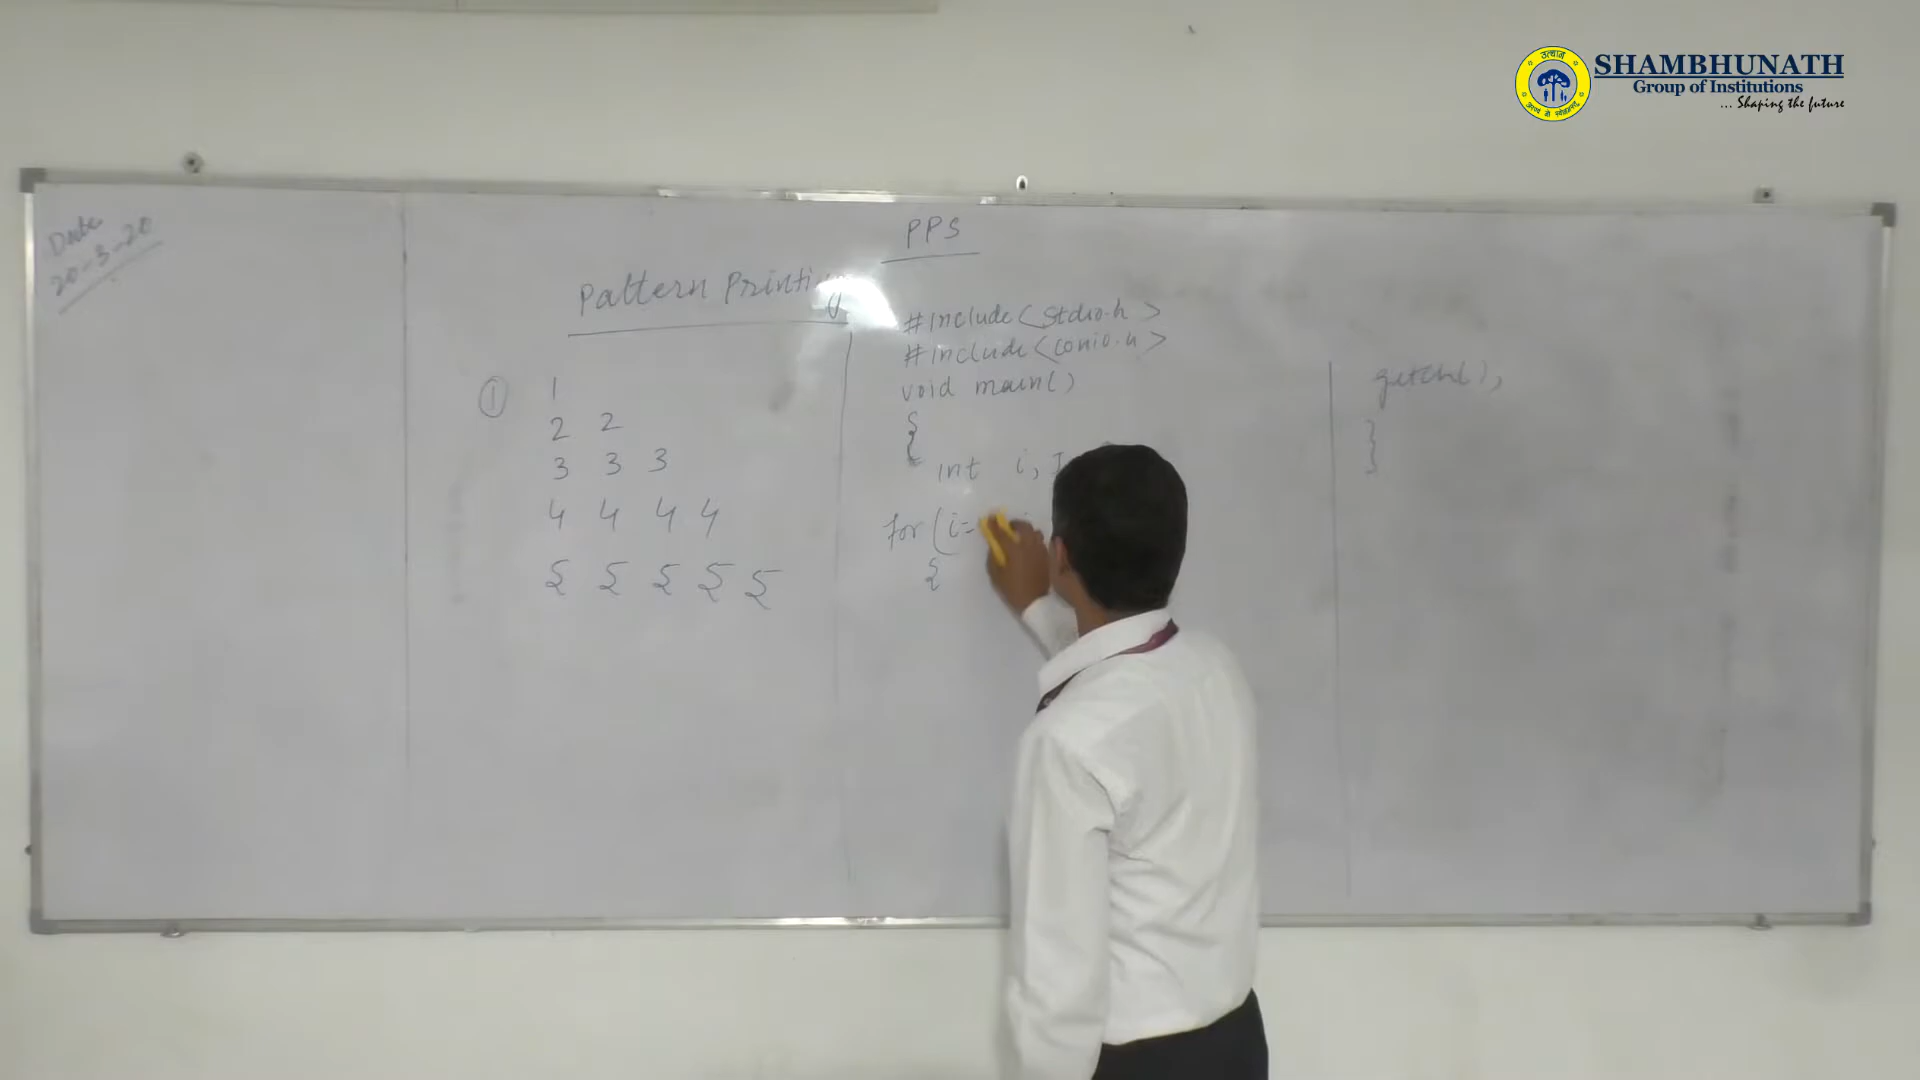 उत्थान
SHAMBHUNATH
Group of Institutions
... Shaping the future
Date
20-3-20
PPS
Pattern Printing
① 1
2 2
3 3 3
4 4 4 4
5 5 5 5 5
#include<stdio.h>
#include<conio.h>
void main()
{
int i,
for (i=
{
getch();
}